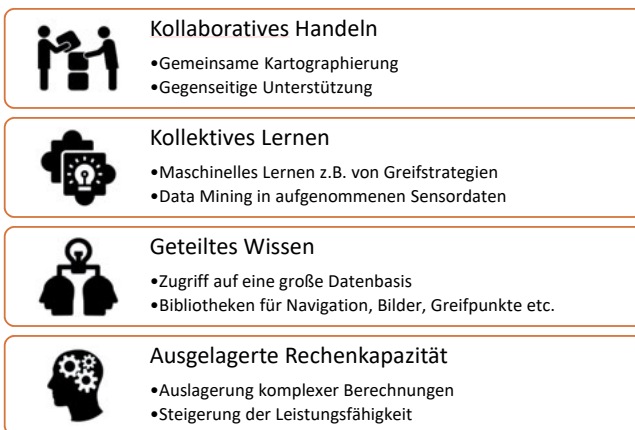 Kollaboratives Handeln
•Gemeinsame Kartographierung
•Gegenseitige Unterstützung
Kollektives Lernen
•Maschinelles Lernen z.B. von Greifstrategien
•Data Mining in aufgenommenen Sensordaten
Geteiltes Wissen
•Zugriff auf eine große Datenbasis
•Bibliotheken für Navigation, Bilder, Greifpunkte etc.
Ausgelagerte Rechenkapazität
•Auslagerung komplexer Berechnungen
•Steigerung der Leistungsfähigkeit